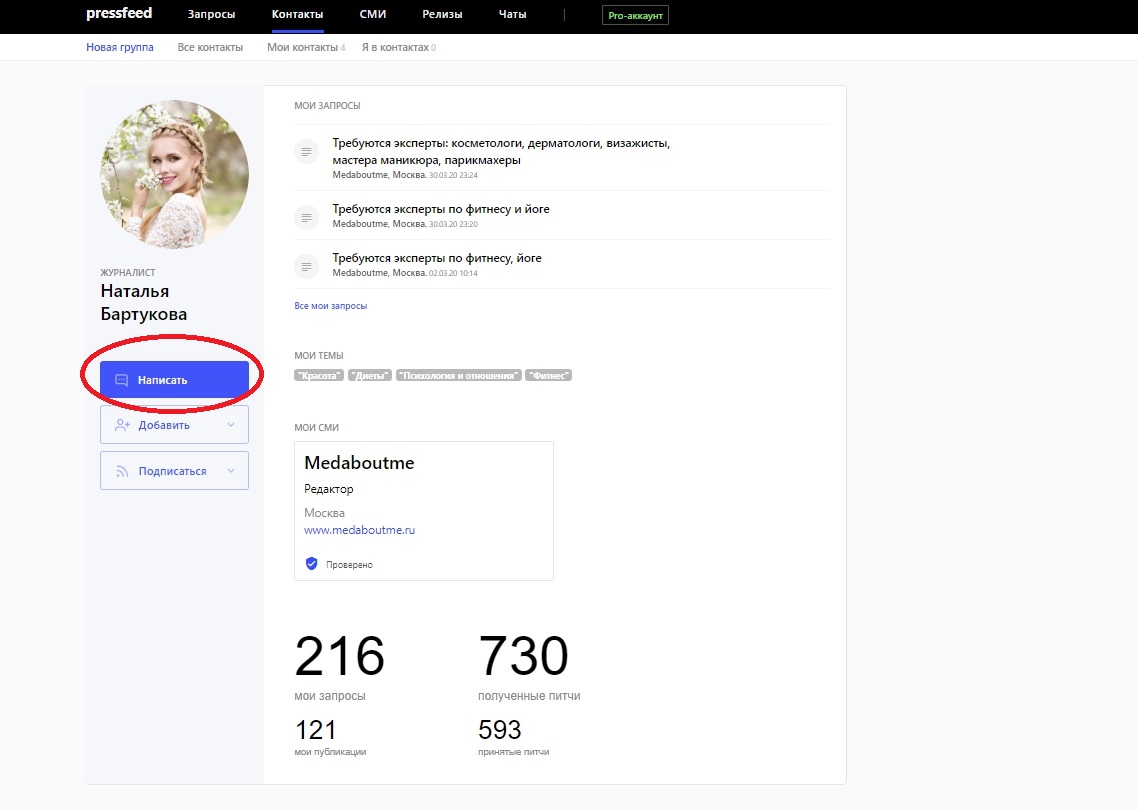 pressfeed Запросы Контакты СМИ Релизы Чаты Pro-аккаунт
Новая группа Все контакты Мои контакты 4 Я в контактах 0
ЖУРНАЛИСТ
Наталья
Бартукова
Написать
Добавить
Подписаться
МОИ ЗАПРОСЫ
Требуются эксперты: косметологи, дерматологи, визажисты,
мастера маникюра, парикмахеры
Medaboutme, Москва. 30.03.20 23:24
Требуются эксперты по фитнесу и йоге
Medaboutme, Москва. 30.03.20 23:20
Требуются эксперты по фитнесу, йоге
Medaboutme, Москва. 02.03.20 10:14
Все мои запросы
МОИ ТЕМЫ
"Красота" "Диеты" "Психология и отношения" "Фитнес"
МОИ СМИ
Medaboutme
Редактор
Москва
www.medaboutme.ru
Проверено
216 730
мои запросы полученные питчи
121 593
мои публикации принятые питчи